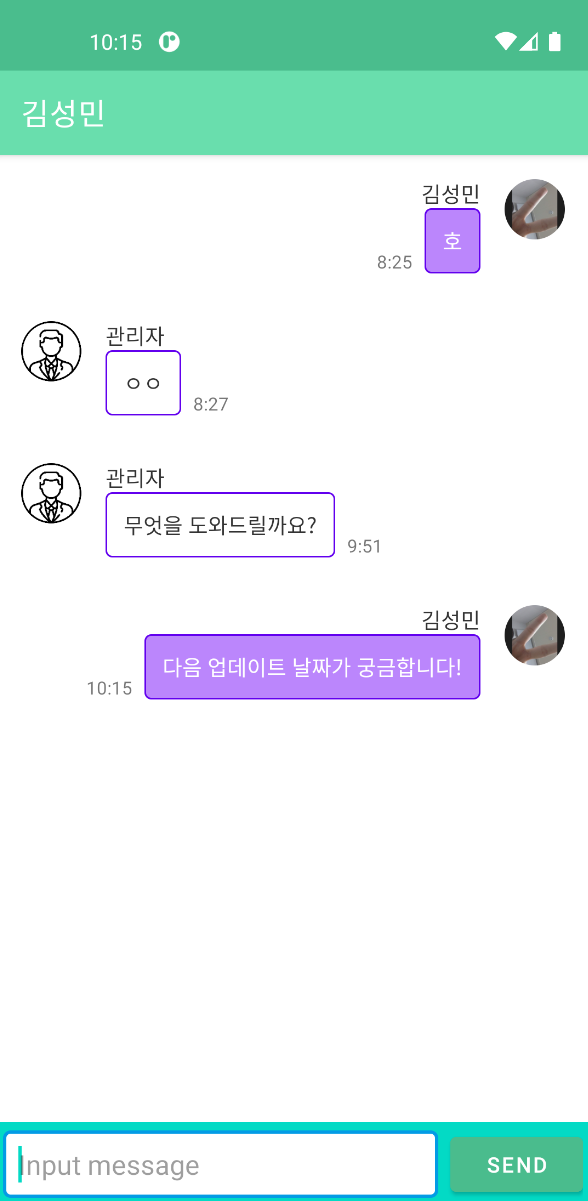 10:15
김성민
김성민
호
8:25
관리자
ㅇㅇ
8:27
관리자
무엇을 도와드릴까요?
9:51
김성민
다음 업데이트 날짜가 궁금합니다!
10:15
Input message
SEND